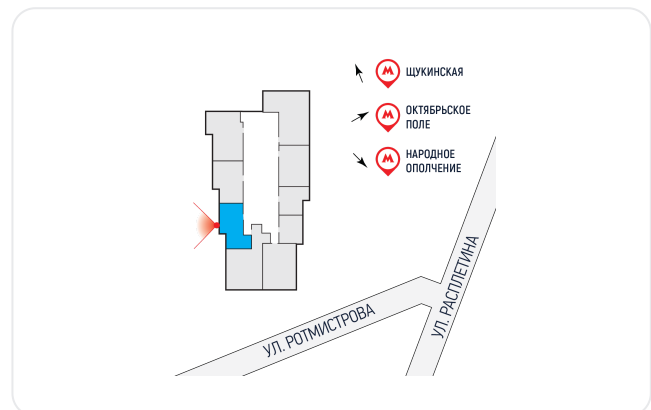 ЩУКИНСКАЯ
ОКТЯБРЬСКОЕ
ПОЛЕ
НАРОДНОЕ
ОПОЛЧЕНИЕ
УЛ. РАСПЛЕТИНА
УЛ. РОТМИСТРОВА